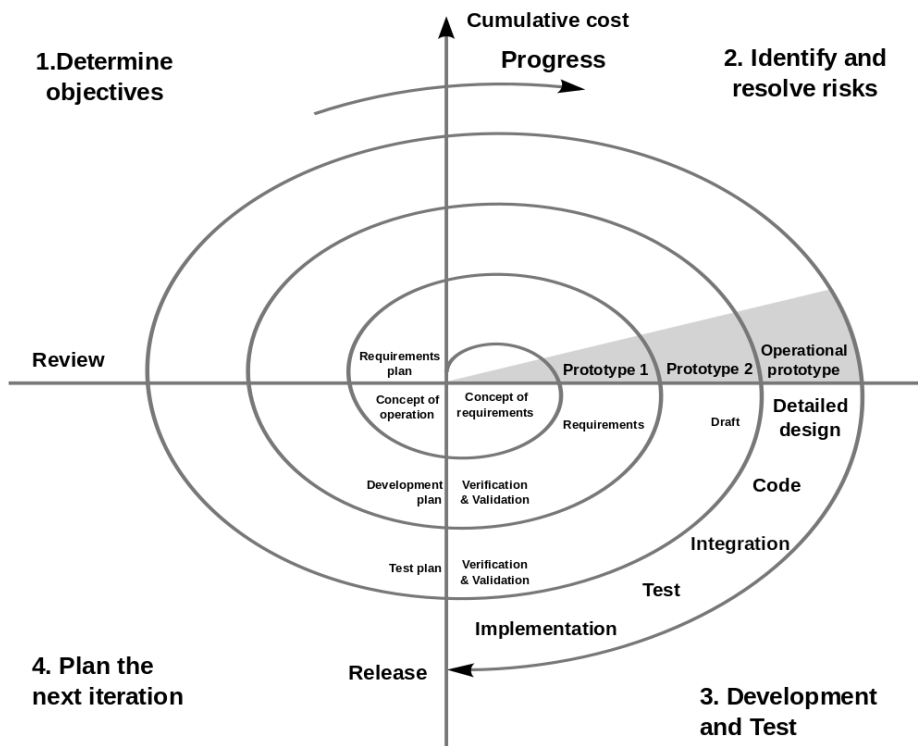 Cumulative cost
Progress
1.Determine
objectives
2. Identify and
resolve risks
Review
Requirements
plan
Prototype 1
Prototype 2
Operational
prototype
Concept of
operation
Concept of
requirements
Requirements
Draft
Detailed
design
Development
plan
Verification
& Validation
Code
Integration
Test plan
Verification
& Validation
Test
Implementation
Release
4. Plan the
next iteration
3. Development
and Test